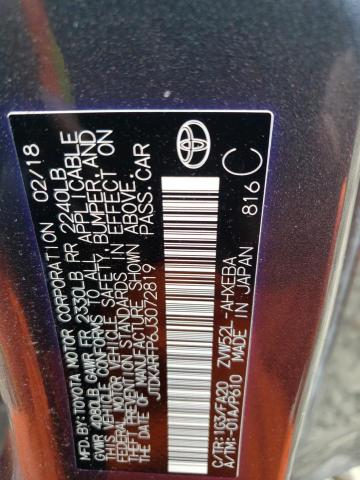 MFD. BY: TOYOTA MOTOR CORPORATION 02/18
GVWR 4080LB GAWR FR 2330LB RR 2240LB
THIS VEHICLE CONFORMS TO ALL APPLICABLE
FEDERAL MOTOR VEHICLE SAFETY, BUMPER, AND
THEFT PREVENTION STANDARDS IN EFFECT ON
THE DATE OF MANUFACTURE SHOWN ABOVE.
JTDKARFP6J3072819 PASS. CAR
C/TR: 1G3/FA20 ZVW52L-AHXEBA
A/TM: -01A/P610 MADE IN JAPAN 816 C
TOYOTA